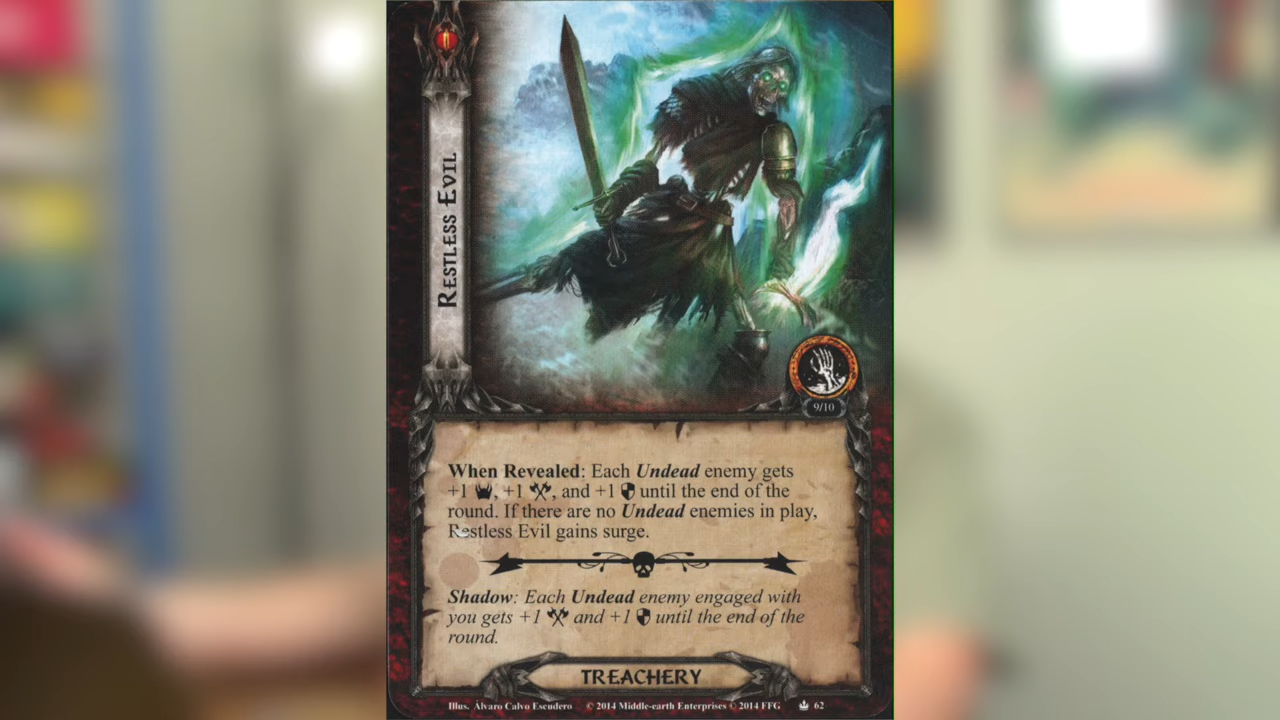 RESTLESS EVIL
9/10
When Revealed: Each Undead enemy gets
+1 , +1 , and +1 until the end of the
round. If there are no Undead enemies in play,
Restless Evil gains surge.
Shadow: Each Undead enemy engaged with
you gets +1 and +1 until the end of the
round.
TREACHERY
Illus. Álvaro Calvo Escudero © 2014 Middle-earth Enterprises © 2014 FFG 62